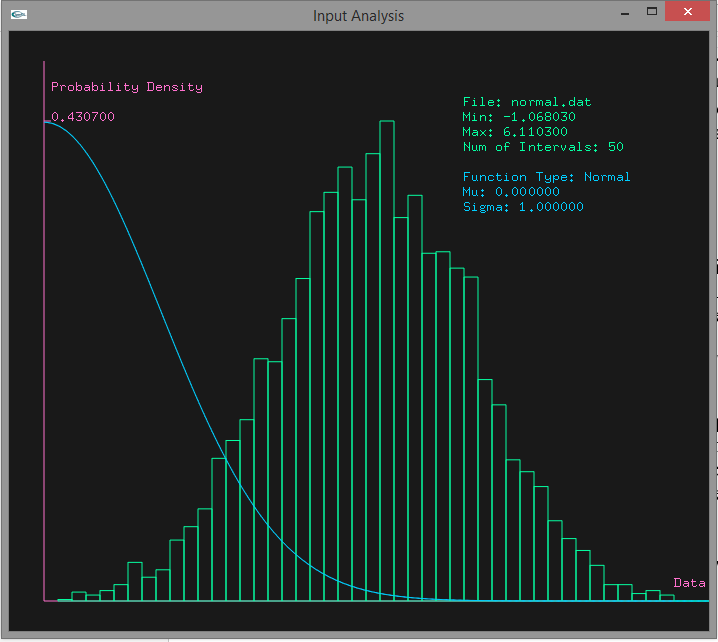 Input Analysis
Probability Density
0.430700
File: normal.dat
Min: -1.068030
Max: 6.110300
Num of Intervals: 50
Function Type: Normal
Mu: 0.000000
Sigma: 1.000000
Data